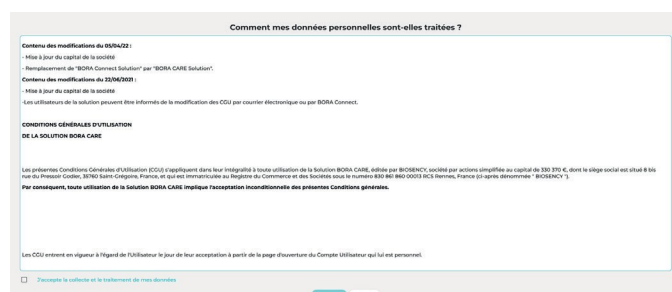 Comment mes données personnelles sont-elles traitées ?
Contenu des modifications du 05/04/22 :
- Mise à jour du capital de la société
- Remplacement de "BORA Connect Solution" par "BORA CARE Solution".
Contenu des modifications du 22/06/2021 :
- Mise à jour du capital de la société
-Les utilisateurs de la solution peuvent être informés de la modification des CGU par courrier électronique ou par BORA Connect.
CONDITIONS GÉNÉRALES D'UTILISATION
DE LA SOLUTION BORA CARE
Les présentes Conditions Générales d'Utilisation (CGU) s'appliquent dans leur intégralité à toute utilisation de la Solution BORA CARE, éditée par BIOSENCY, société par actions simplifiée au capital de 330 370 €, dont le siège social est situé 8 bis
rue du Pressoir Godier, 35760 Saint-Grégoire, France, et qui est immatriculée au Registre du Commerce et des Sociétés sous le numéro 830 861 860 00013 RCS Rennes, France (ci-après dénommée " BIOSENCY ").
Par conséquent, toute utilisation de la Solution BORA CARE implique l'acceptation inconditionnelle des présentes Conditions générales.
Les CGU entrent en vigueur à l'égard de l'Utilisateur le jour de leur acceptation à partir de la page d'ouverture du Compte Utilisateur qui lui est personnel.
J'accepte la collecte et le traitement de mes données